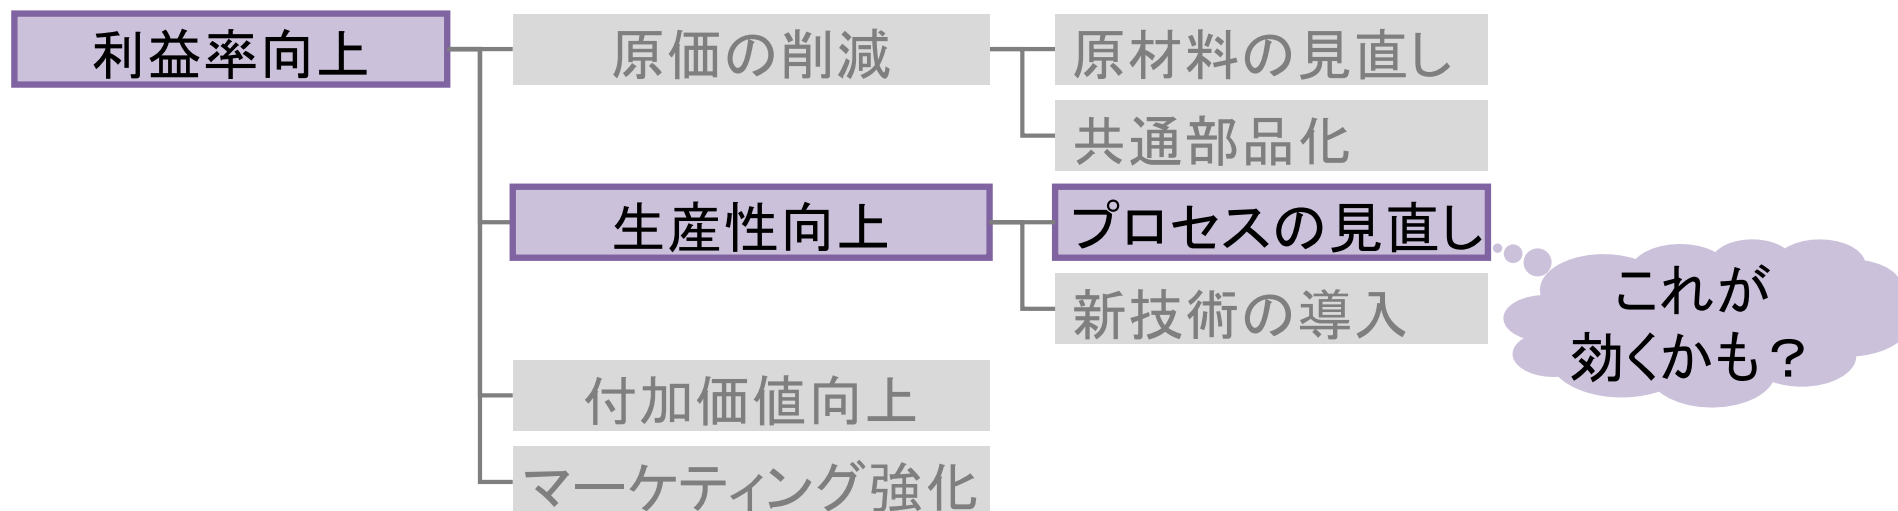 利益率向上
原価の削減
原材料の見直し
共通部品化
生産性向上
プロセスの見直し
新技術の導入
これが
効くかも？
付加価値向上
マーケティング強化